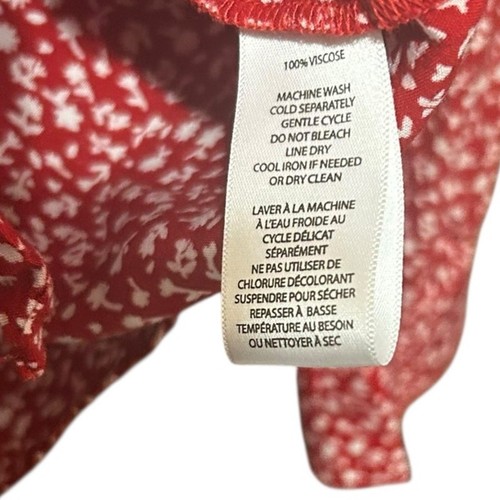 100% VISCOSE
MACHINE WASH
COLD SEPARATELY
GENTLE CYCLE
DO NOT BLEACH
LINE DRY
COOL IRON IF NEEDED
OR DRY CLEAN
LAVER À LA MACHINE
À L'EAU FROIDE AU
CYCLE DÉLICAT
SÉPARÉMENT
NE PAS UTILISER DE
CHLORURE DÉCOLORANT
SUSPENDRE POUR SÉCHER
REPASSER À BASSE
TEMPÉRATURE AU BESOIN
OU NETTOYER À SEC